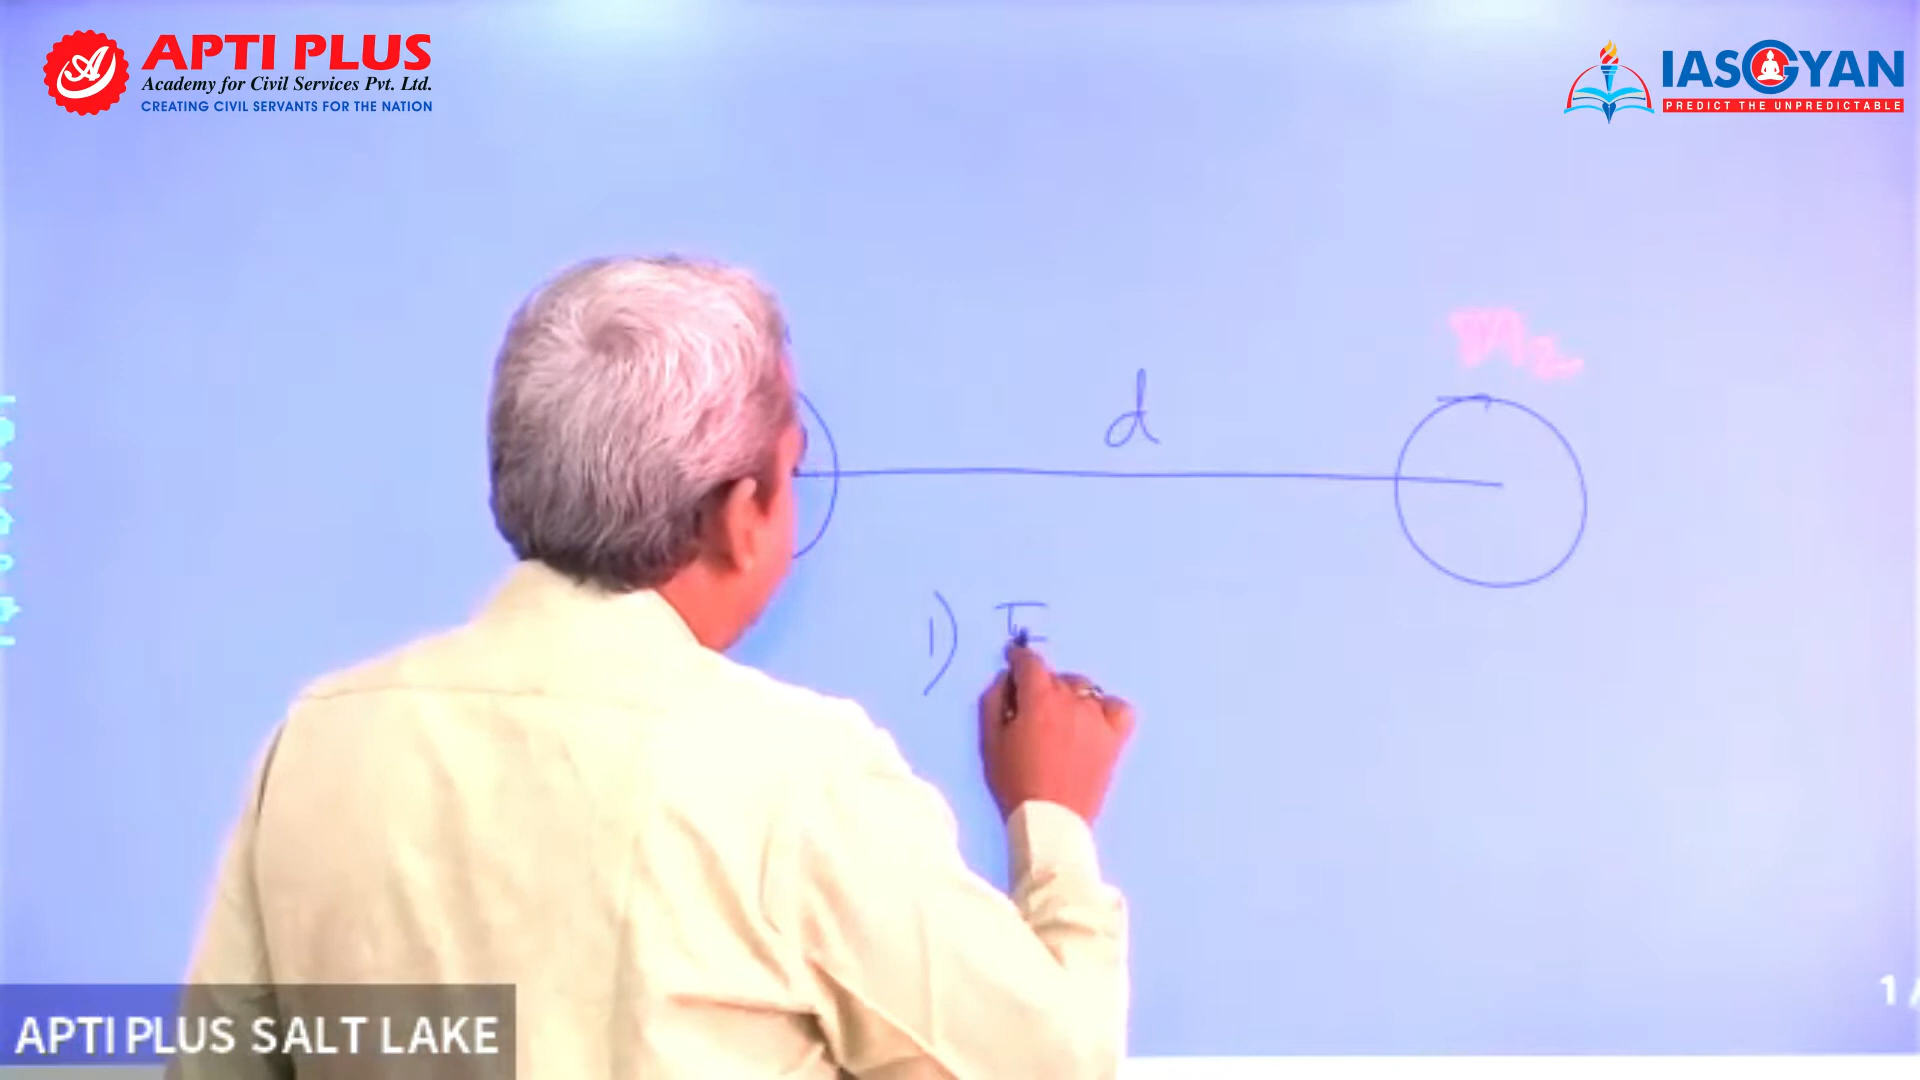 APTI PLUS
Academy for Civil Services Pvt. Ltd.
CREATING CIVIL SERVANTS FOR THE NATION
IASGYAN
PREDICT THE UNPREDICTABLE
m2
d
1) F
1/
APTI PLUS SALT LAKE